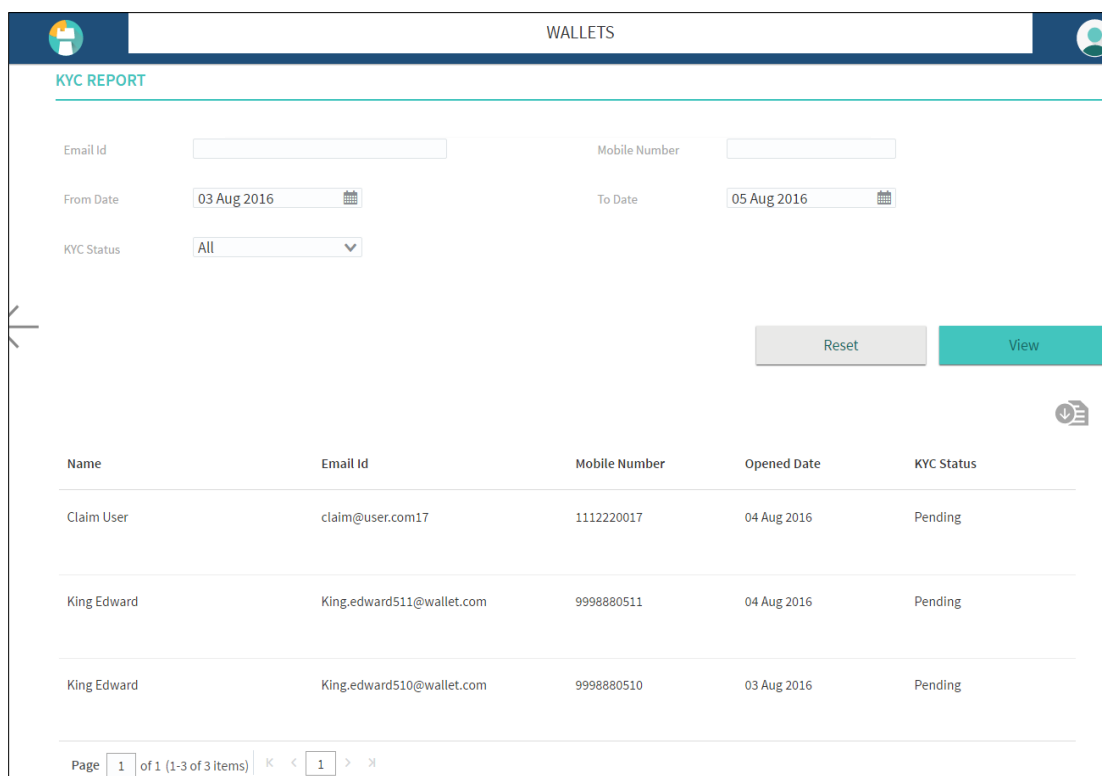 WALLETS
KYC REPORT
Email Id Mobile Number
From Date 03 Aug 2016 To Date 05 Aug 2016
KYC Status All
Reset View
Name Email Id Mobile Number Opened Date KYC Status
Claim User claim@user.com17 1112220017 04 Aug 2016 Pending
King Edward King.edward511@wallet.com 9998880511 04 Aug 2016 Pending
King Edward King.edward510@wallet.com 9998880510 03 Aug 2016 Pending
Page 1 of 1 (1-3 of 3 items) K < 1 > X